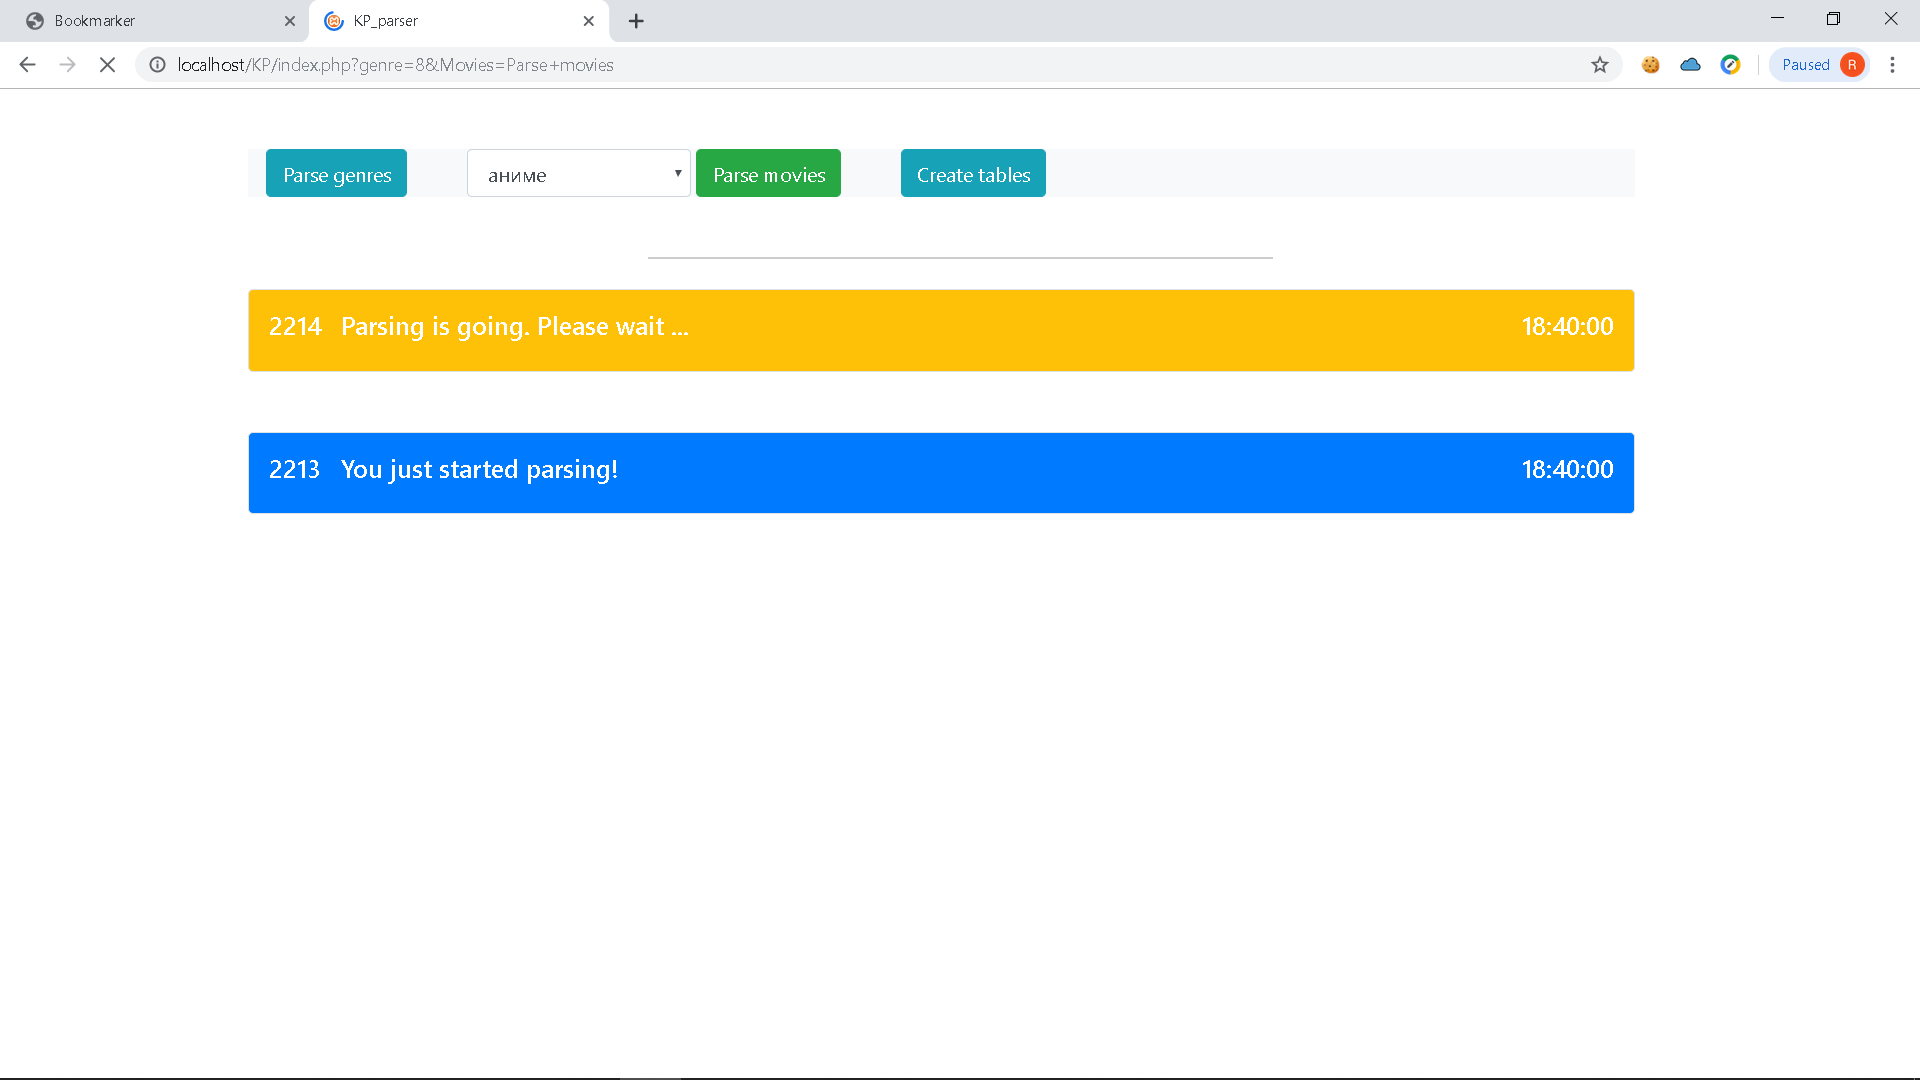 Bookmarker
KP_parser
localhost/KP/index.php?genre=8&Movies=Parse+movies
Paused R
Parse genres
аниме
Parse movies
Create tables
2214 Parsing is going. Please wait ... 18:40:00
2213 You just started parsing! 18:40:00